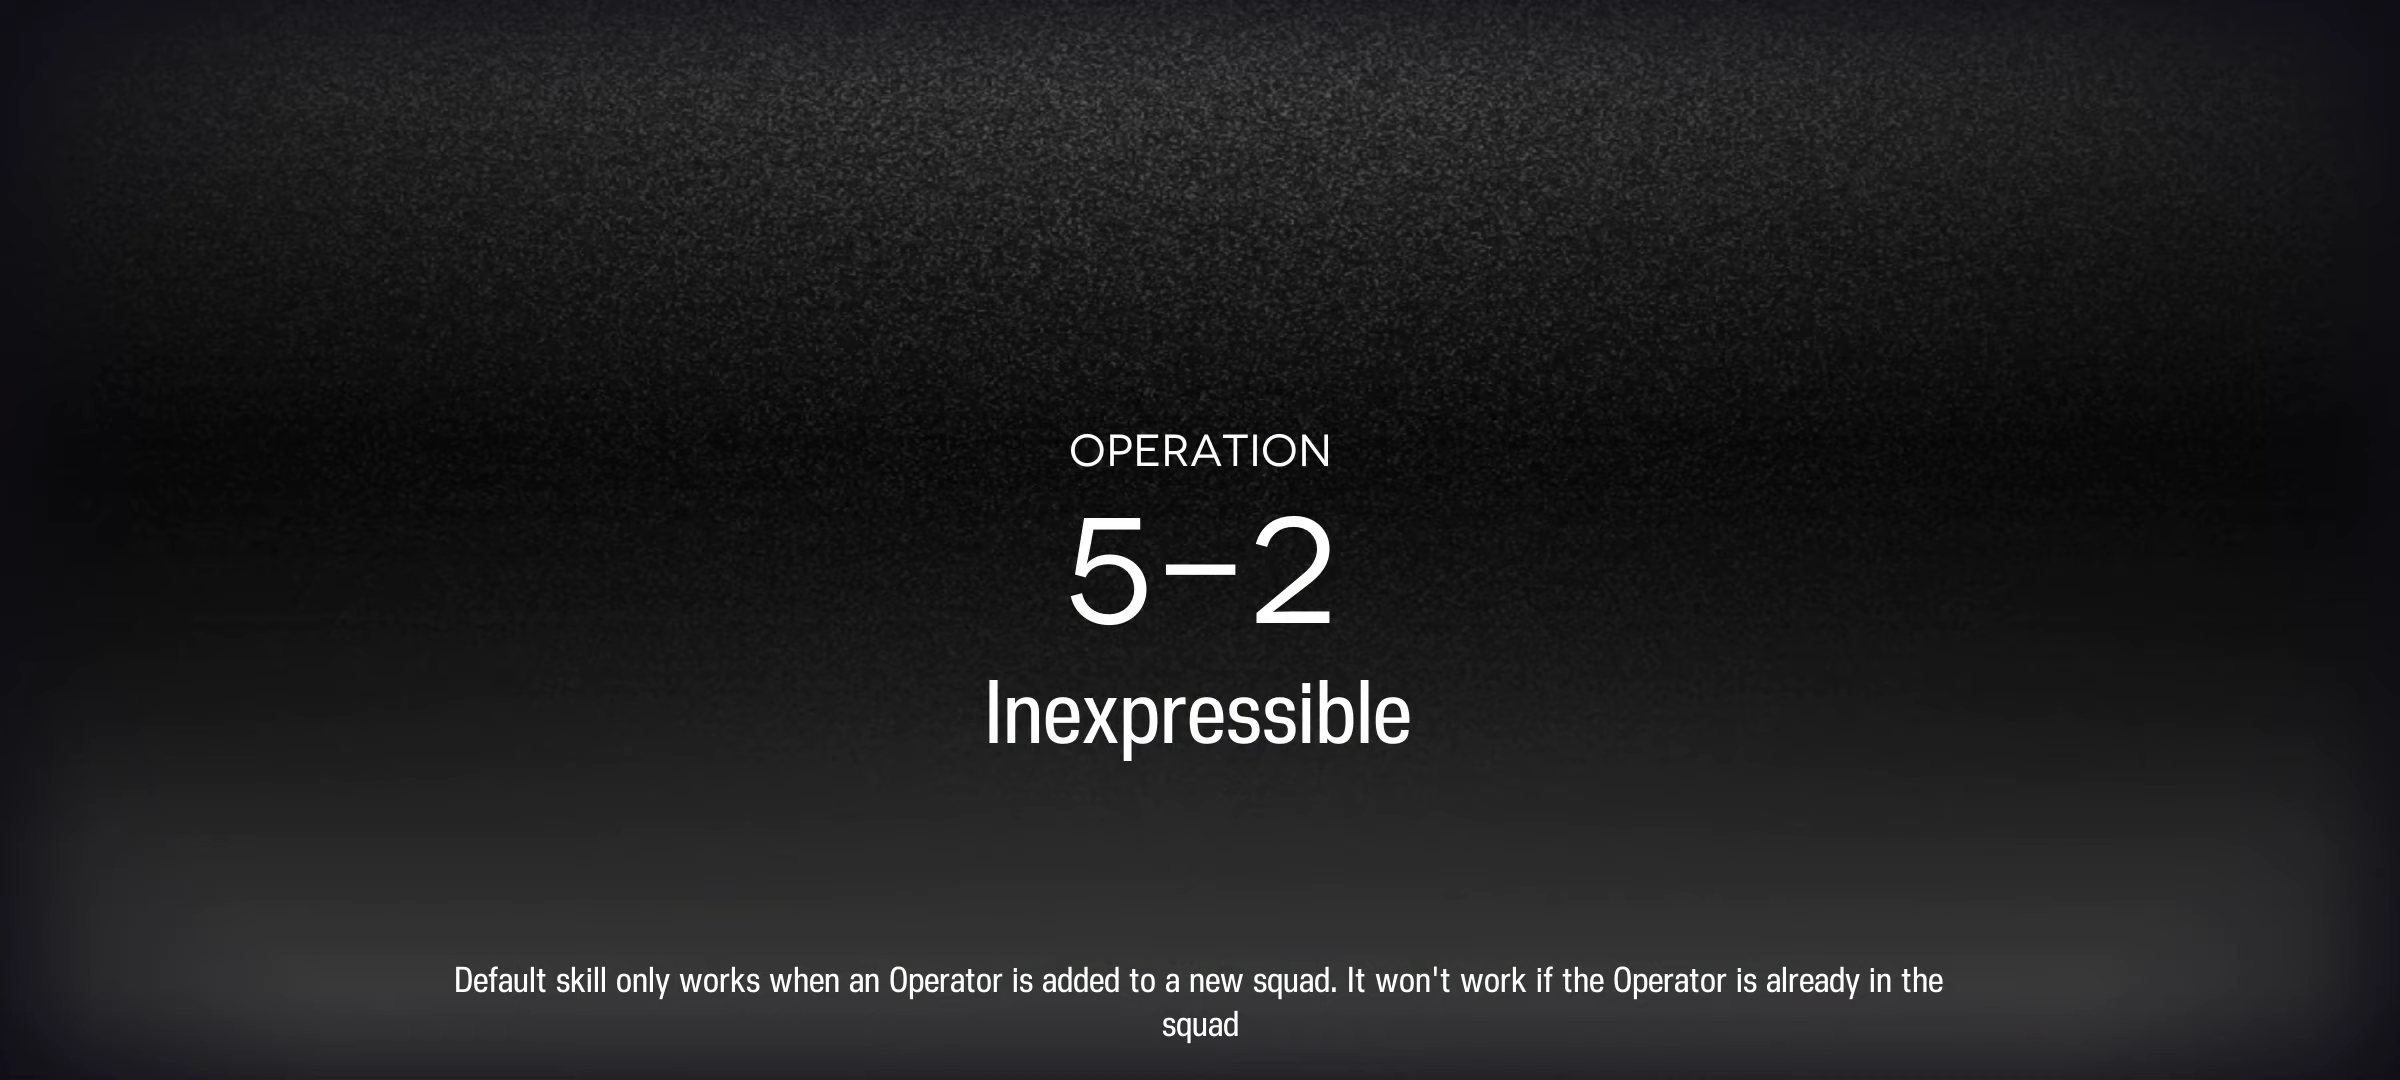 OPERATION
5-2
Inexpressible
Default skill only works when an Operator is added to a new squad. It won't work if the Operator is already in the
squad